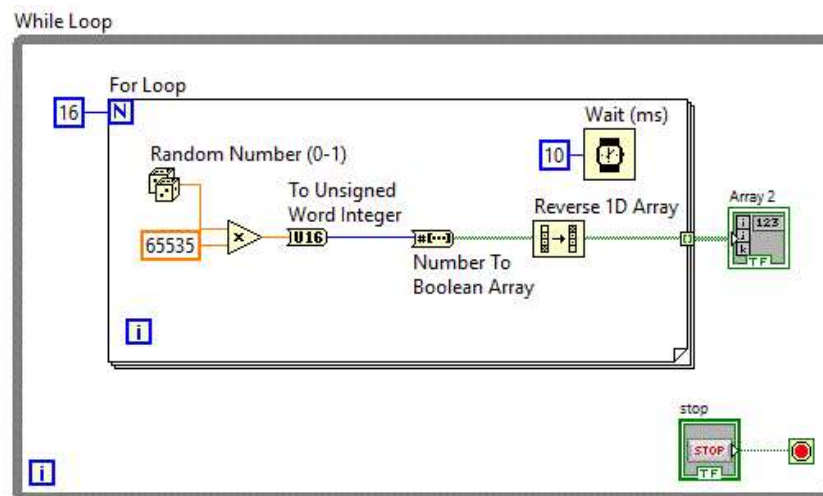 While Loop
For Loop
16
N
Wait (ms)
10
Random Number (0-1)
To Unsigned
Word Integer
Reverse 1D Array
Array 2
65535
×
U16
#[···]
Number To
Boolean Array
[]
i
123
i
k
TF
i
stop
STOP
TF
i